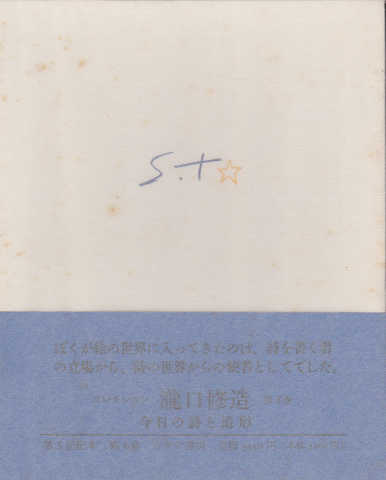 S.T☆
ぼくが絵の世界に入ってきたのは、詩を書く者
の立場から、詩の世界からの使者としてでした。
コレクション 瀧口修造 第3巻
今日の詩と造形